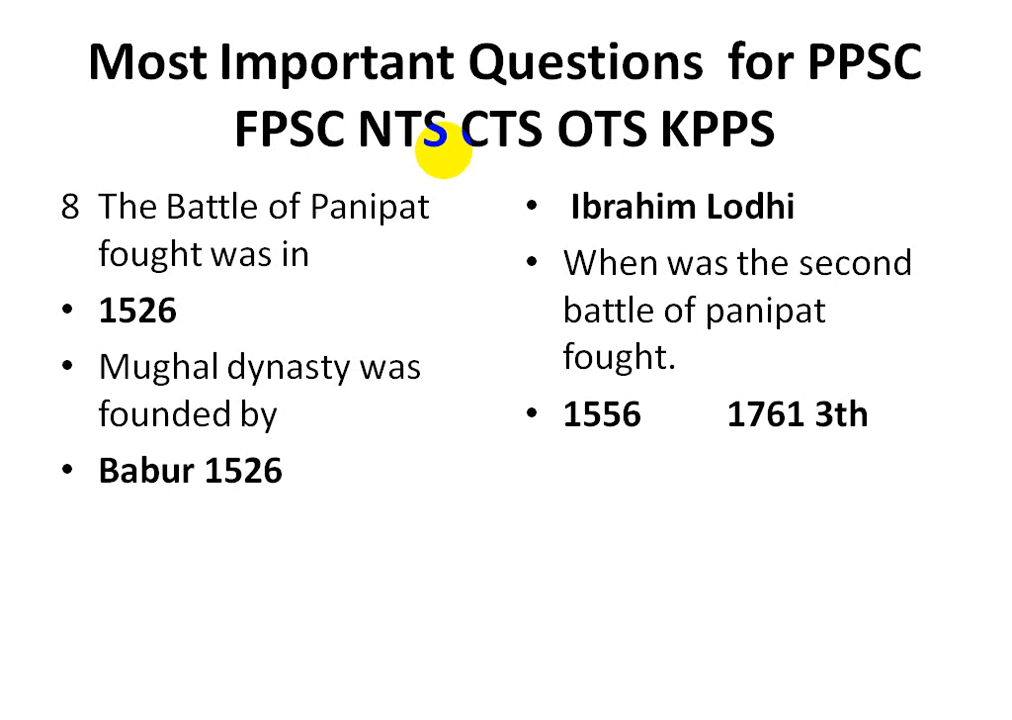 Most Important Questions for PPSC
FPSC NTS CTS OTS KPPS
8 The Battle of Panipat
fought was in
• 1526
• Mughal dynasty was
founded by
• Babur 1526
• Ibrahim Lodhi
• When was the second
battle of panipat
fought.
• 1556 1761 3th